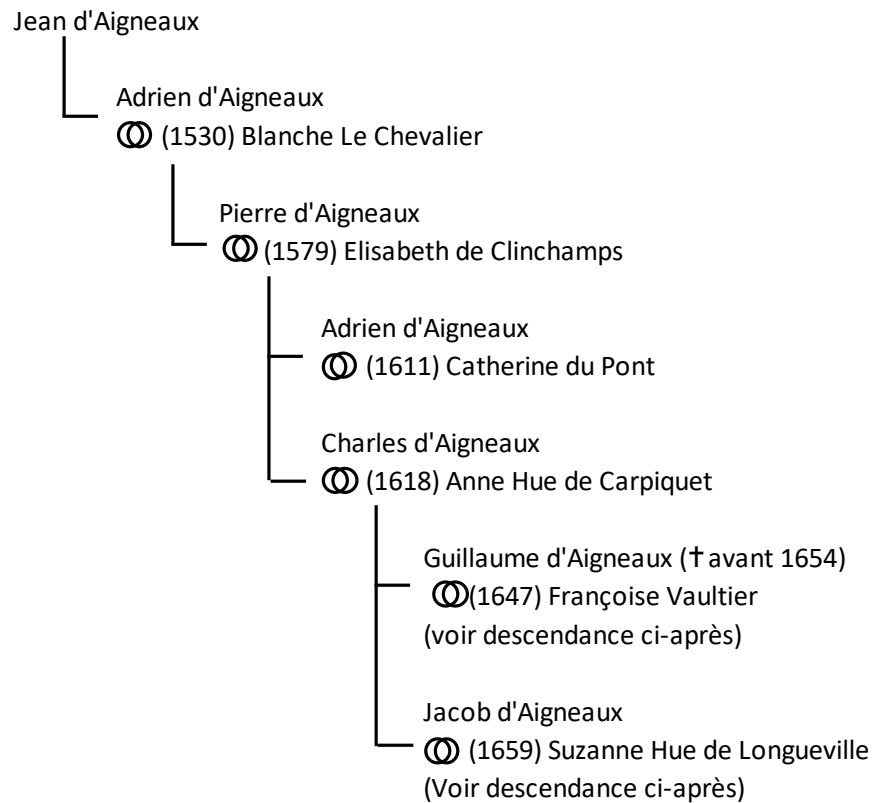 Jean d'Aigneaux
Adrien d'Aigneaux
(1530) Blanche Le Chevalier
Pierre d'Aigneaux
(1579) Elisabeth de Clinchamps
Adrien d'Aigneaux
(1611) Catherine du Pont
Charles d'Aigneaux
(1618) Anne Hue de Carpiquet
Guillaume d'Aigneaux (✝ avant 1654)
(1647) Françoise Vaultier
(voir descendance ci-après)
Jacob d'Aigneaux
(1659) Suzanne Hue de Longueville
(Voir descendance ci-après)